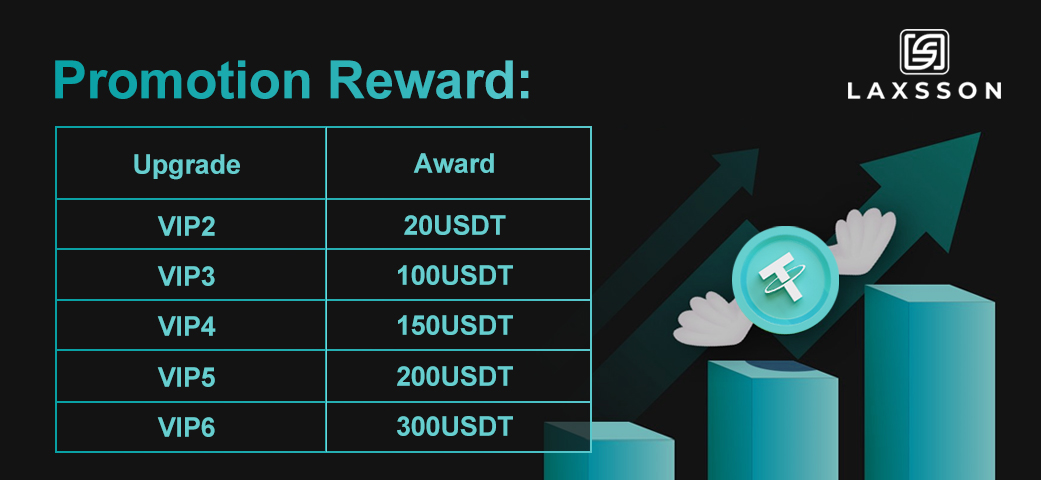 Promotion Reward:
LAXSSON
Upgrade Award
VIP2 20USDT
VIP3 100USDT
VIP4 150USDT
VIP5 200USDT
VIP6 300USDT